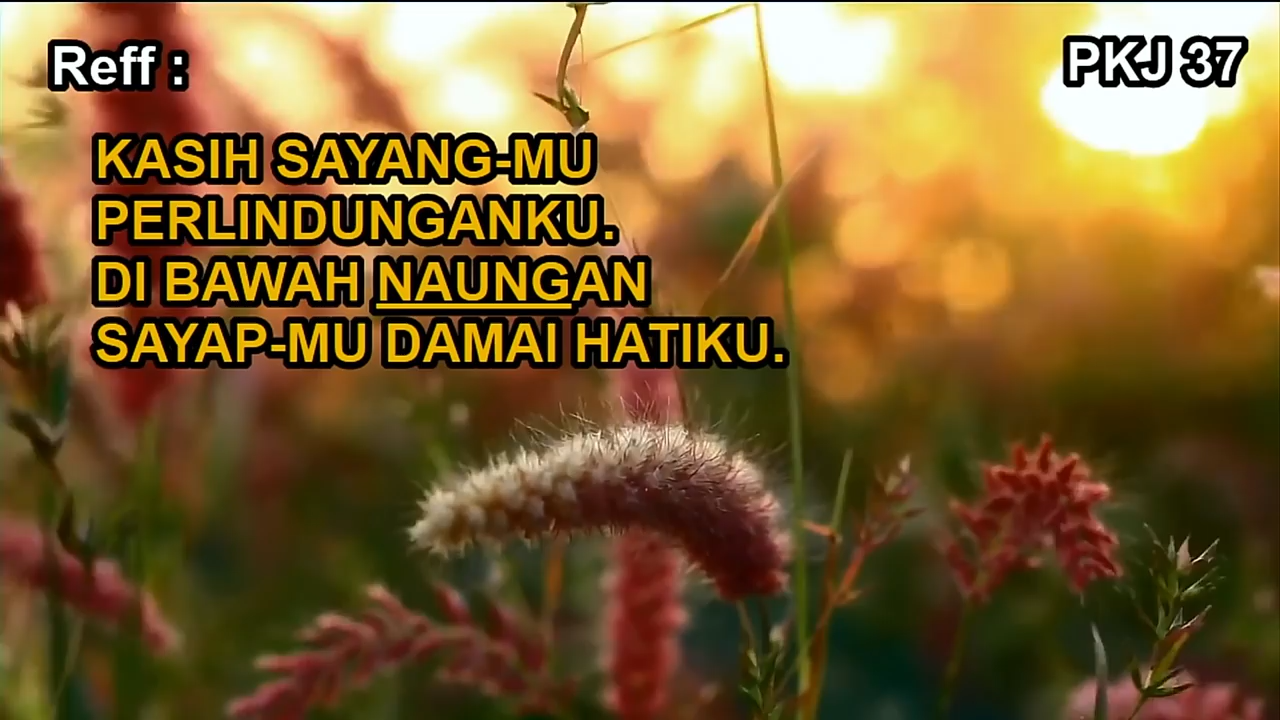 Reff :
PKJ 37
KASIH SAYANG-MU
PERLINDUNGANKU.
DI BAWAH NAUNGAN
SAYAP-MU DAMAI HATIKU.